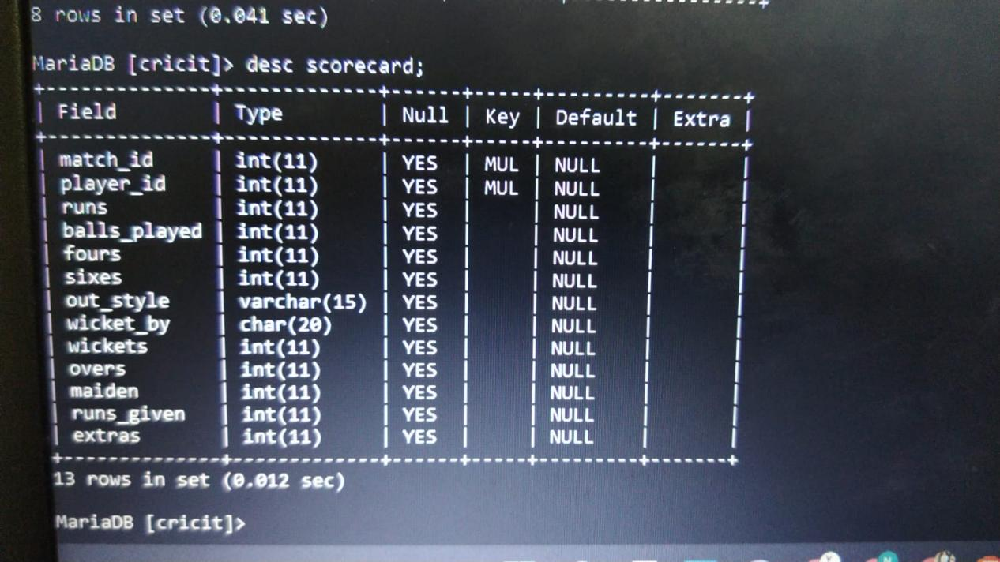 8 rows in set (0.041 sec)
MariaDB [cricit]> desc scorecard;
+--------------+-------------+------+-----+---------+-------+
| Field | Type | Null | Key | Default | Extra |
+--------------+-------------+------+-----+---------+-------+
| match_id | int(11) | YES | MUL | NULL | |
| player_id | int(11) | YES | MUL | NULL | |
| runs | int(11) | YES | | NULL | |
| balls_played | int(11) | YES | | NULL | |
| fours | int(11) | YES | | NULL | |
| sixes | int(11) | YES | | NULL | |
| out_style | varchar(15) | YES | | NULL | |
| wicket_by | char(20) | YES | | NULL | |
| wickets | int(11) | YES | | NULL | |
| overs | int(11) | YES | | NULL | |
| maiden | int(11) | YES | | NULL | |
| runs_given | int(11) | YES | | NULL | |
| extras | int(11) | YES | | NULL | |
+--------------+-------------+------+-----+---------+-------+
13 rows in set (0.012 sec)
MariaDB [cricit]>